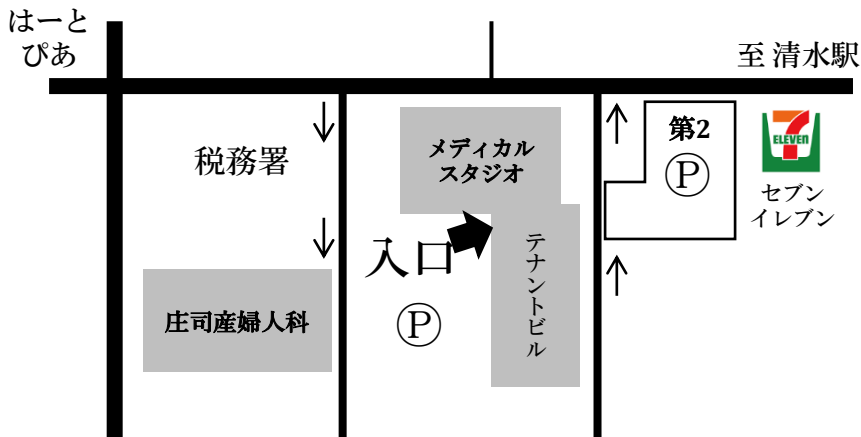 はーと
ぴあ
至 清水駅
税務署
メディカル
スタジオ
第2
Ⓟ
ELEVEN
セブン
イレブン
入口
Ⓟ
テナントビル
庄司産婦人科